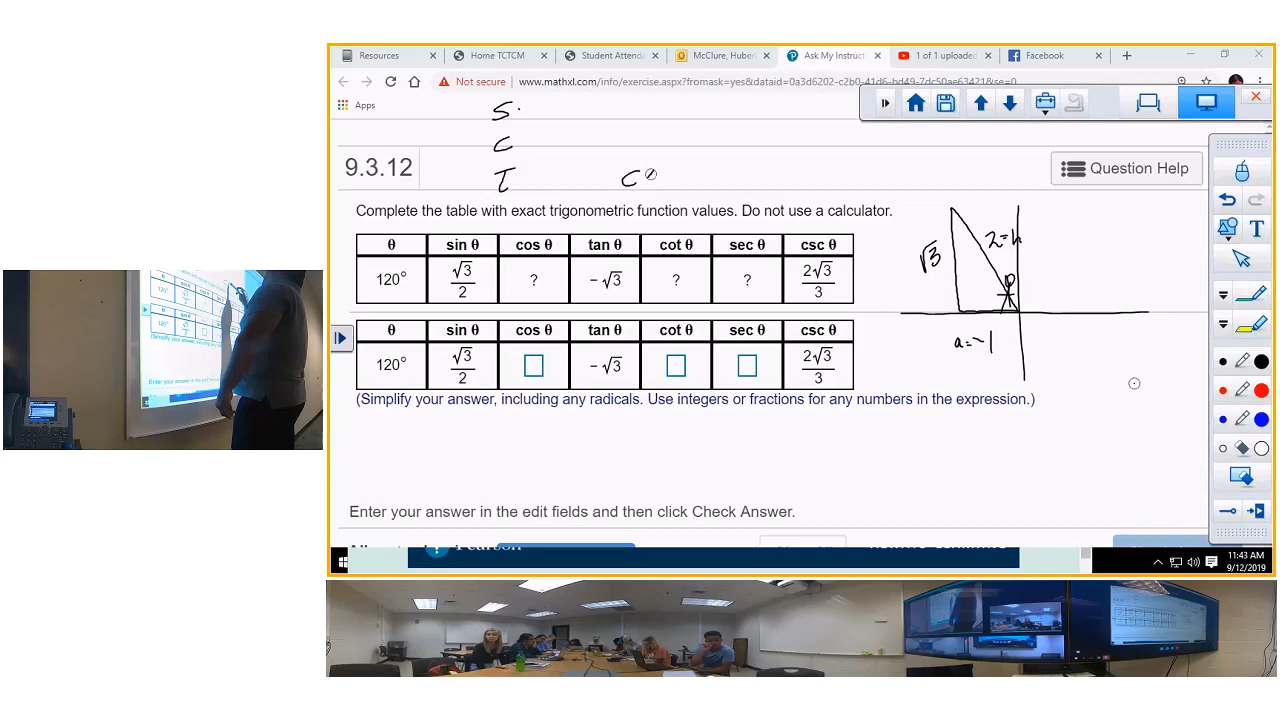 Resources
Home TCTCM
Student Attenda
McClure, Huber
Ask My Instruct
1 of 1 uploaded
Facebook
Not secure
www.mathxl.com/info/exercise.aspx?fromask=yes&dataid=0a3d6202-c2b0-41d6-bd49-7dc50ae63421&se=0
Apps
S
C
T
C
9.3.12
Question Help
Complete the table with exact trigonometric function values. Do not use a calculator.
θ sin θ cos θ tan θ cot θ sec θ csc θ
120° √3/2 ? −√3 ? ? 2√3/3
θ sin θ cos θ tan θ cot θ sec θ csc θ
120° √3/2 −√3 2√3/3
√3
2=h
θ
a=-1
(Simplify your answer, including any radicals. Use integers or fractions for any numbers in the expression.)
Enter your answer in the edit fields and then click Check Answer.
T
11:43 AM
9/12/2019